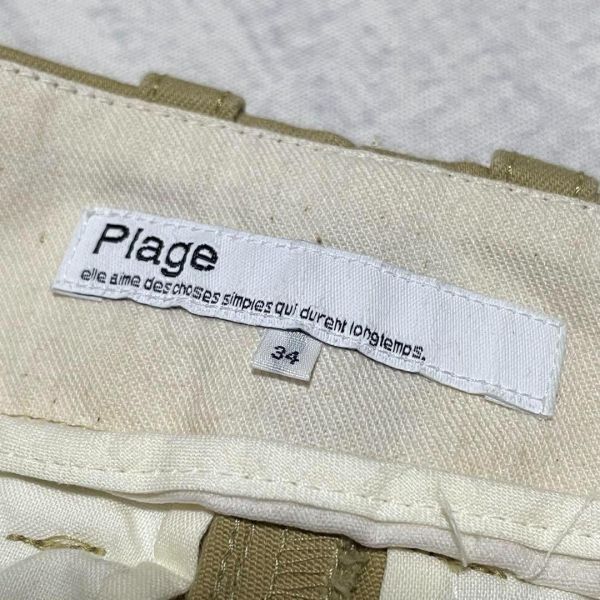 Plage
elle aime des choses simples qui durent longtemps.
34